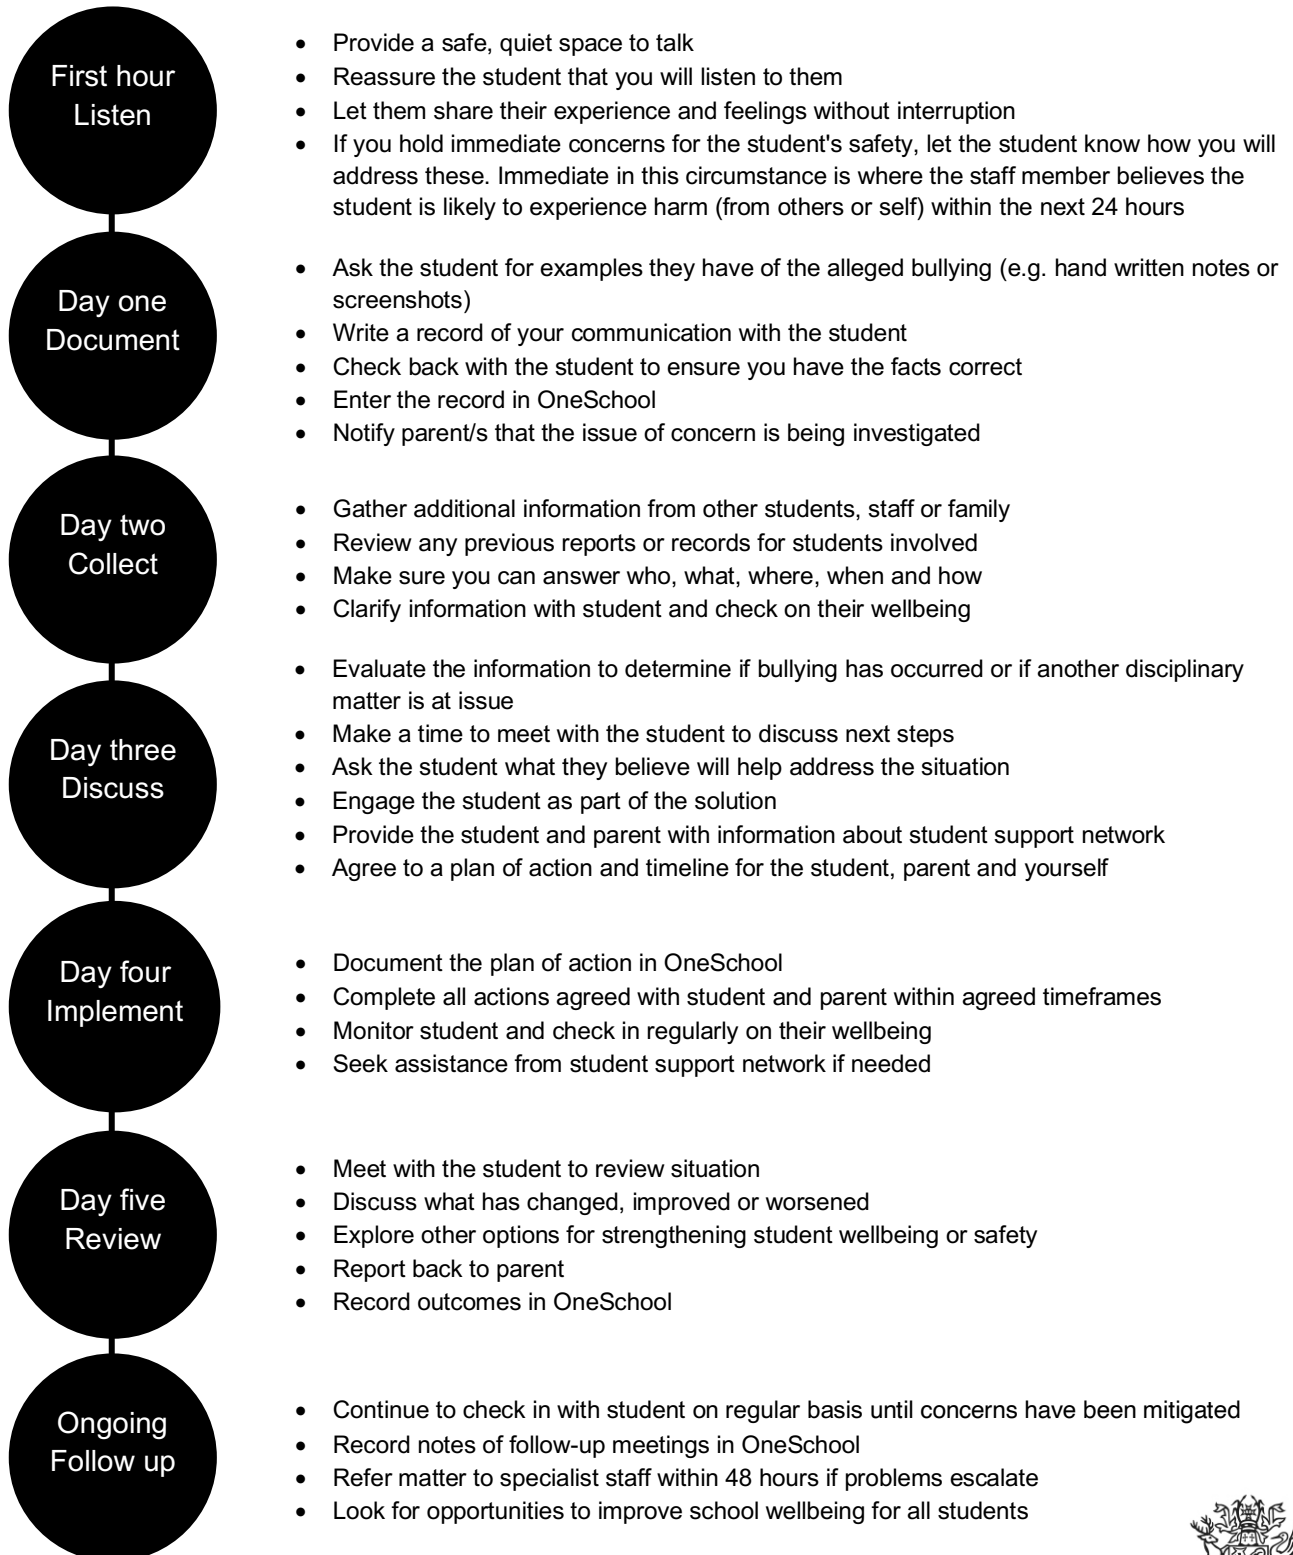 First hour
Listen
• Provide a safe, quiet space to talk
• Reassure the student that you will listen to them
• Let them share their experience and feelings without interruption
• If you hold immediate concerns for the student's safety, let the student know how you will
address these. Immediate in this circumstance is where the staff member believes the
student is likely to experience harm (from others or self) within the next 24 hours
Day one
Document
• Ask the student for examples they have of the alleged bullying (e.g. hand written notes or
screenshots)
• Write a record of your communication with the student
• Check back with the student to ensure you have the facts correct
• Enter the record in OneSchool
• Notify parent/s that the issue of concern is being investigated
Day two
Collect
• Gather additional information from other students, staff or family
• Review any previous reports or records for students involved
• Make sure you can answer who, what, where, when and how
• Clarify information with student and check on their wellbeing
Day three
Discuss
• Evaluate the information to determine if bullying has occurred or if another disciplinary
matter is at issue
• Make a time to meet with the student to discuss next steps
• Ask the student what they believe will help address the situation
• Engage the student as part of the solution
• Provide the student and parent with information about student support network
• Agree to a plan of action and timeline for the student, parent and yourself
Day four
Implement
• Document the plan of action in OneSchool
• Complete all actions agreed with student and parent within agreed timeframes
• Monitor student and check in regularly on their wellbeing
• Seek assistance from student support network if needed
Day five
Review
• Meet with the student to review situation
• Discuss what has changed, improved or worsened
• Explore other options for strengthening student wellbeing or safety
• Report back to parent
• Record outcomes in OneSchool
Ongoing
Follow up
• Continue to check in with student on regular basis until concerns have been mitigated
• Record notes of follow-up meetings in OneSchool
• Refer matter to specialist staff within 48 hours if problems escalate
• Look for opportunities to improve school wellbeing for all students